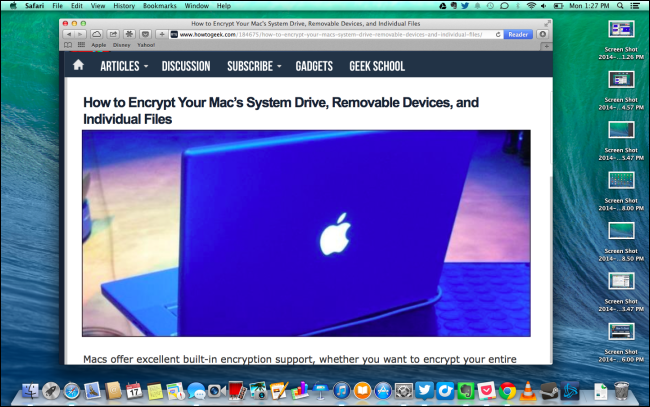 Safari File Edit View History Bookmarks Window Help
Mon 1:27 PM
How to Encrypt Your Mac's System Drive, Removable Devices, and Individual Files
www.howtogeek.com/184675/how-to-encrypt-your-macs-system-drive-removable-devices-and-individual-files/
Reader
Apple Disney Yahoo!
ARTICLES DISCUSSION SUBSCRIBE GADGETS GEEK SCHOOL
How to Encrypt Your Mac's System Drive, Removable Devices, and
Individual Files
Macs offer excellent built-in encryption support, whether you want to encrypt your entire
Screen Shot
2014-...1:26 PM
Screen Shot
2014-...4:57 PM
Screen Shot
2014-...5.47 PM
Screen Shot
2014-...8.00 PM
Screen Shot
2014-...8.50 PM
Screen Shot
2014-...3.47 PM
Screen Shot
2014-...6:00 PM
17